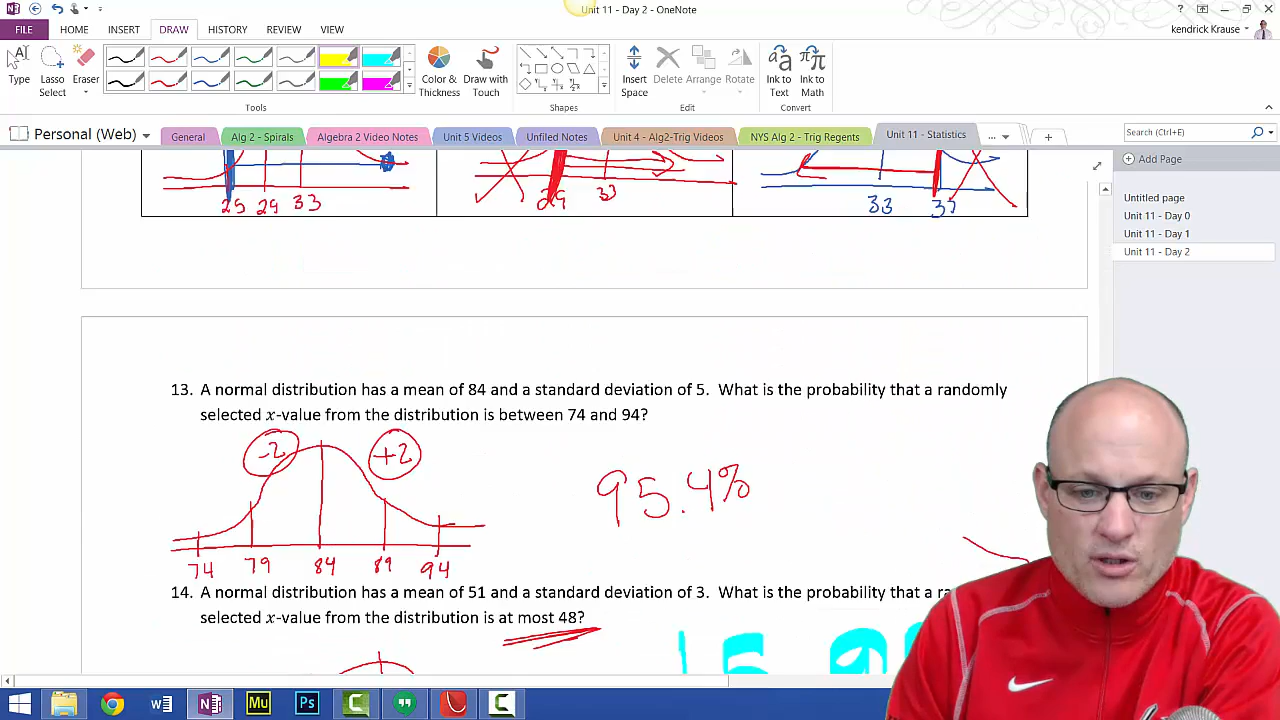 Unit 11 - Day 2 - OneNote
FILE HOME INSERT DRAW HISTORY REVIEW VIEW
kendrick Krause
Type
Lasso Select
Eraser
Color & Thickness
Draw with Touch
Insert Space
Delete
Arrange
Rotate
Ink to Text
Ink to Math
Tools
Shapes
Edit
Convert
Personal (Web)
General
Alg 2 - Spirals
Algebra 2 Video Notes
Unit 5 Videos
Unfiled Notes
Unit 4 - Alg2-Trig Videos
NYS Alg 2 - Trig Regents
Unit 11 - Statistics
...
Search (Ctrl+E)
Add Page
Untitled page
Unit 11 - Day 0
Unit 11 - Day 1
Unit 11 - Day 2
25 29 33
29 33
33 37
13. A normal distribution has a mean of 84 and a standard deviation of 5. What is the probability that a randomly
selected x-value from the distribution is between 74 and 94?
-2 +2
95.4%
74 79 84 89 94
14. A normal distribution has a mean of 51 and a standard deviation of 3. What is the probability that a
selected x-value from the distribution is at most 48?
15.